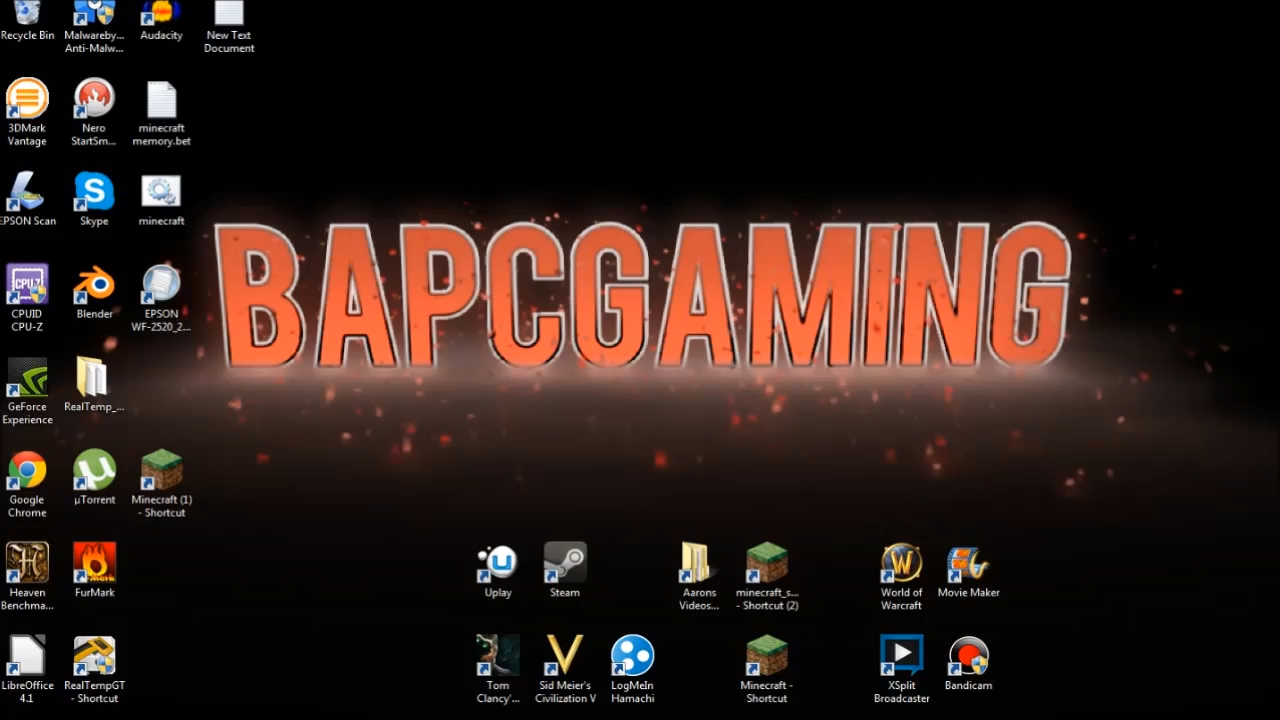 Recycle Bin
Malwareby...
Anti-Malw...
Audacity
New Text
Document
3DMark
Vantage
Nero
StartSm...
minecraft
memory.bet
EPSON Scan
Skype
minecraft
BAPCGAMING
CPU-Z
CPUID
CPU-Z
Blender
EPSON
WF-2520_2...
GeForce
Experience
RealTemp_...
Google
Chrome
µTorrent
Minecraft (1)
- Shortcut
Heaven
Benchma...
FurMark
Uplay
Steam
Aarons
Videos...
minecraft_s...
- Shortcut (2)
World of
Warcraft
Movie Maker
LibreOffice
4.1
RealTempGT
- Shortcut
Tom
Clancy'...
Sid Meier's
Civilization V
LogMeIn
Hamachi
Minecraft -
Shortcut
XSplit
Broadcaster
Bandicam